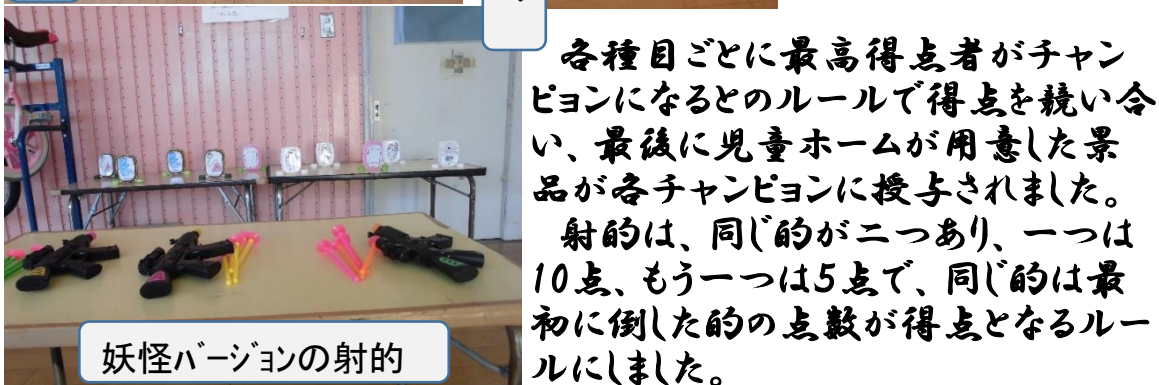 各種目ごとに最高得点者がチャン
ピョンになるとのルールで得点を競い合
い、最後に児童ホームが用意した景
品が各チャンピョンに授与されました。
射的は、同じ的が二つあり、一つは
10点、もう一つは5点で、同じ的は最
初に倒した的の点数が得点となるルー
ルにしました。
妖怪バージョンの射的